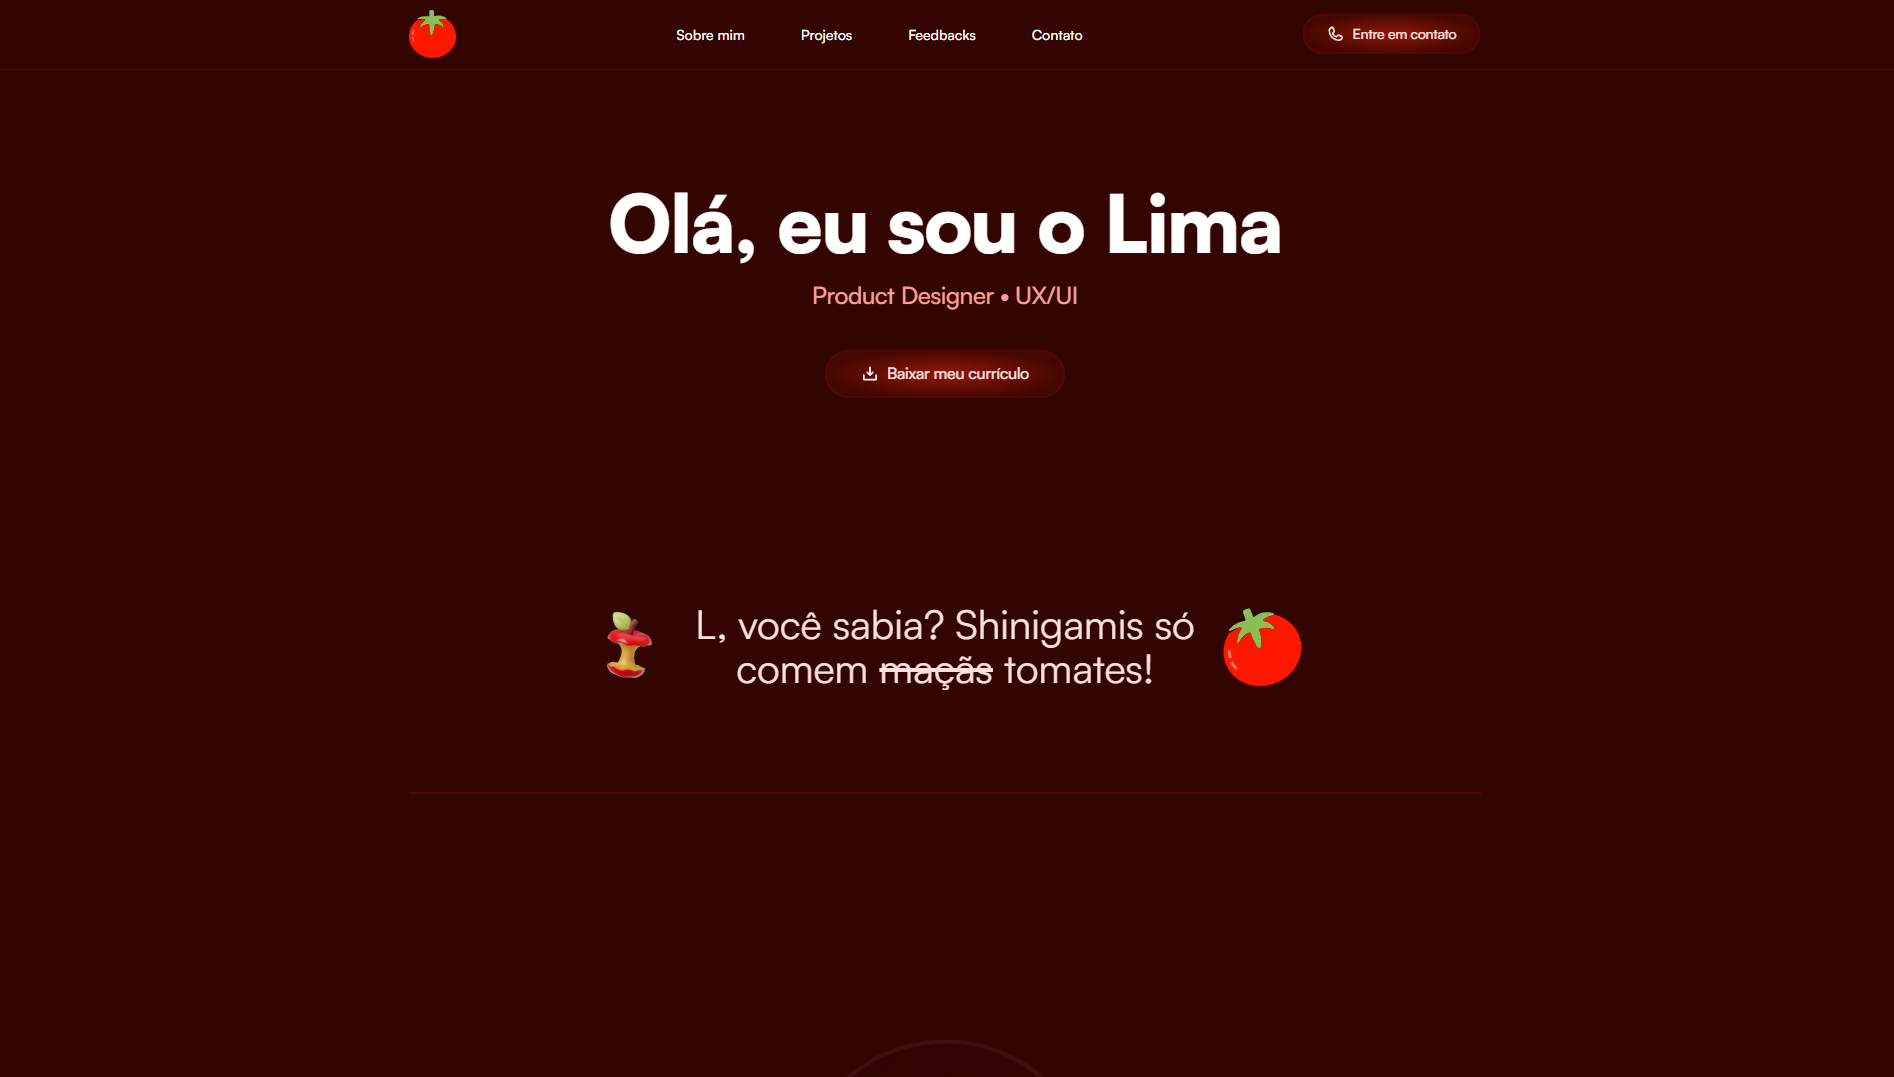 Sobre mim
Projetos
Feedbacks
Contato
Entre em contato
Olá, eu sou o Lima
Product Designer • UX/UI
Baixar meu currículo
L, você sabia? Shinigamis só
comem maçãs tomates!